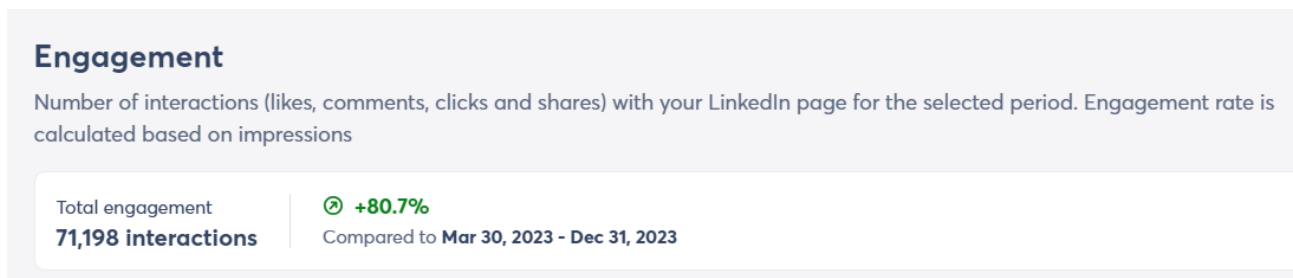 Engagement
Number of interactions (likes, comments, clicks and shares) with your LinkedIn page for the selected period. Engagement rate is
calculated based on impressions
Total engagement
71,198 interactions
+80.7%
Compared to Mar 30, 2023 - Dec 31, 2023